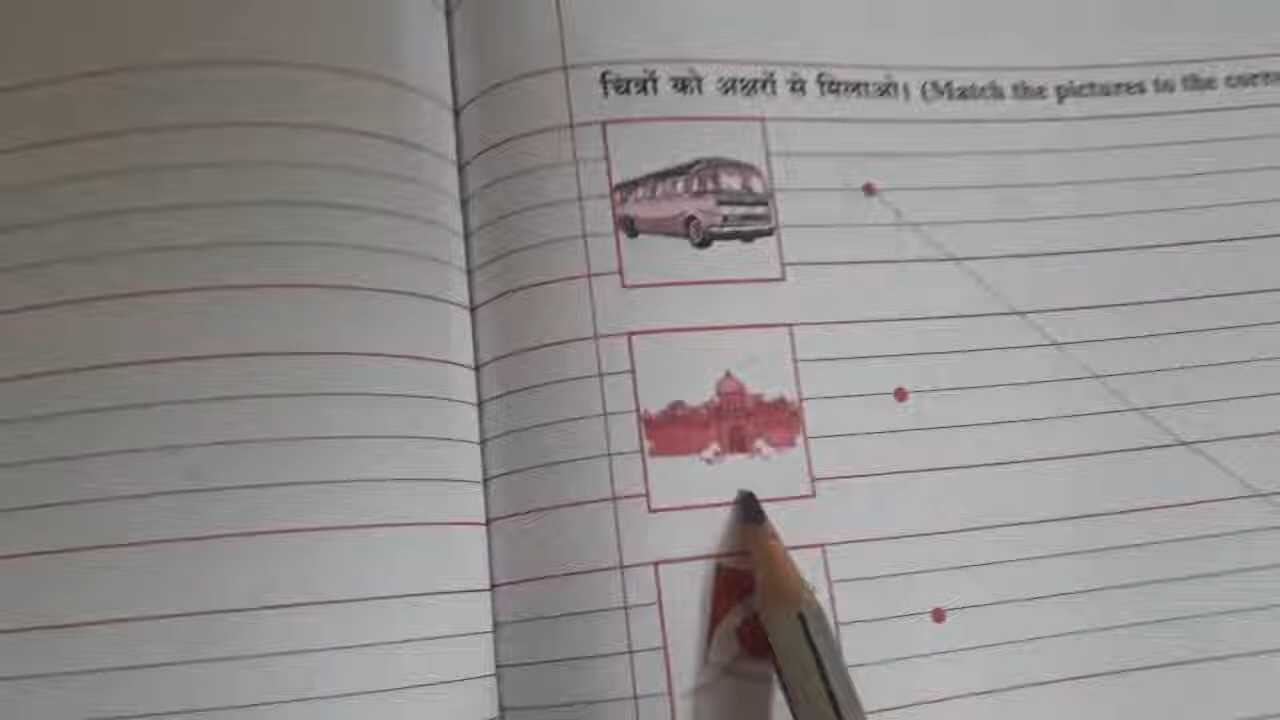 चित्रों को अक्षरों से मिलाओ। (Match the pictures to the